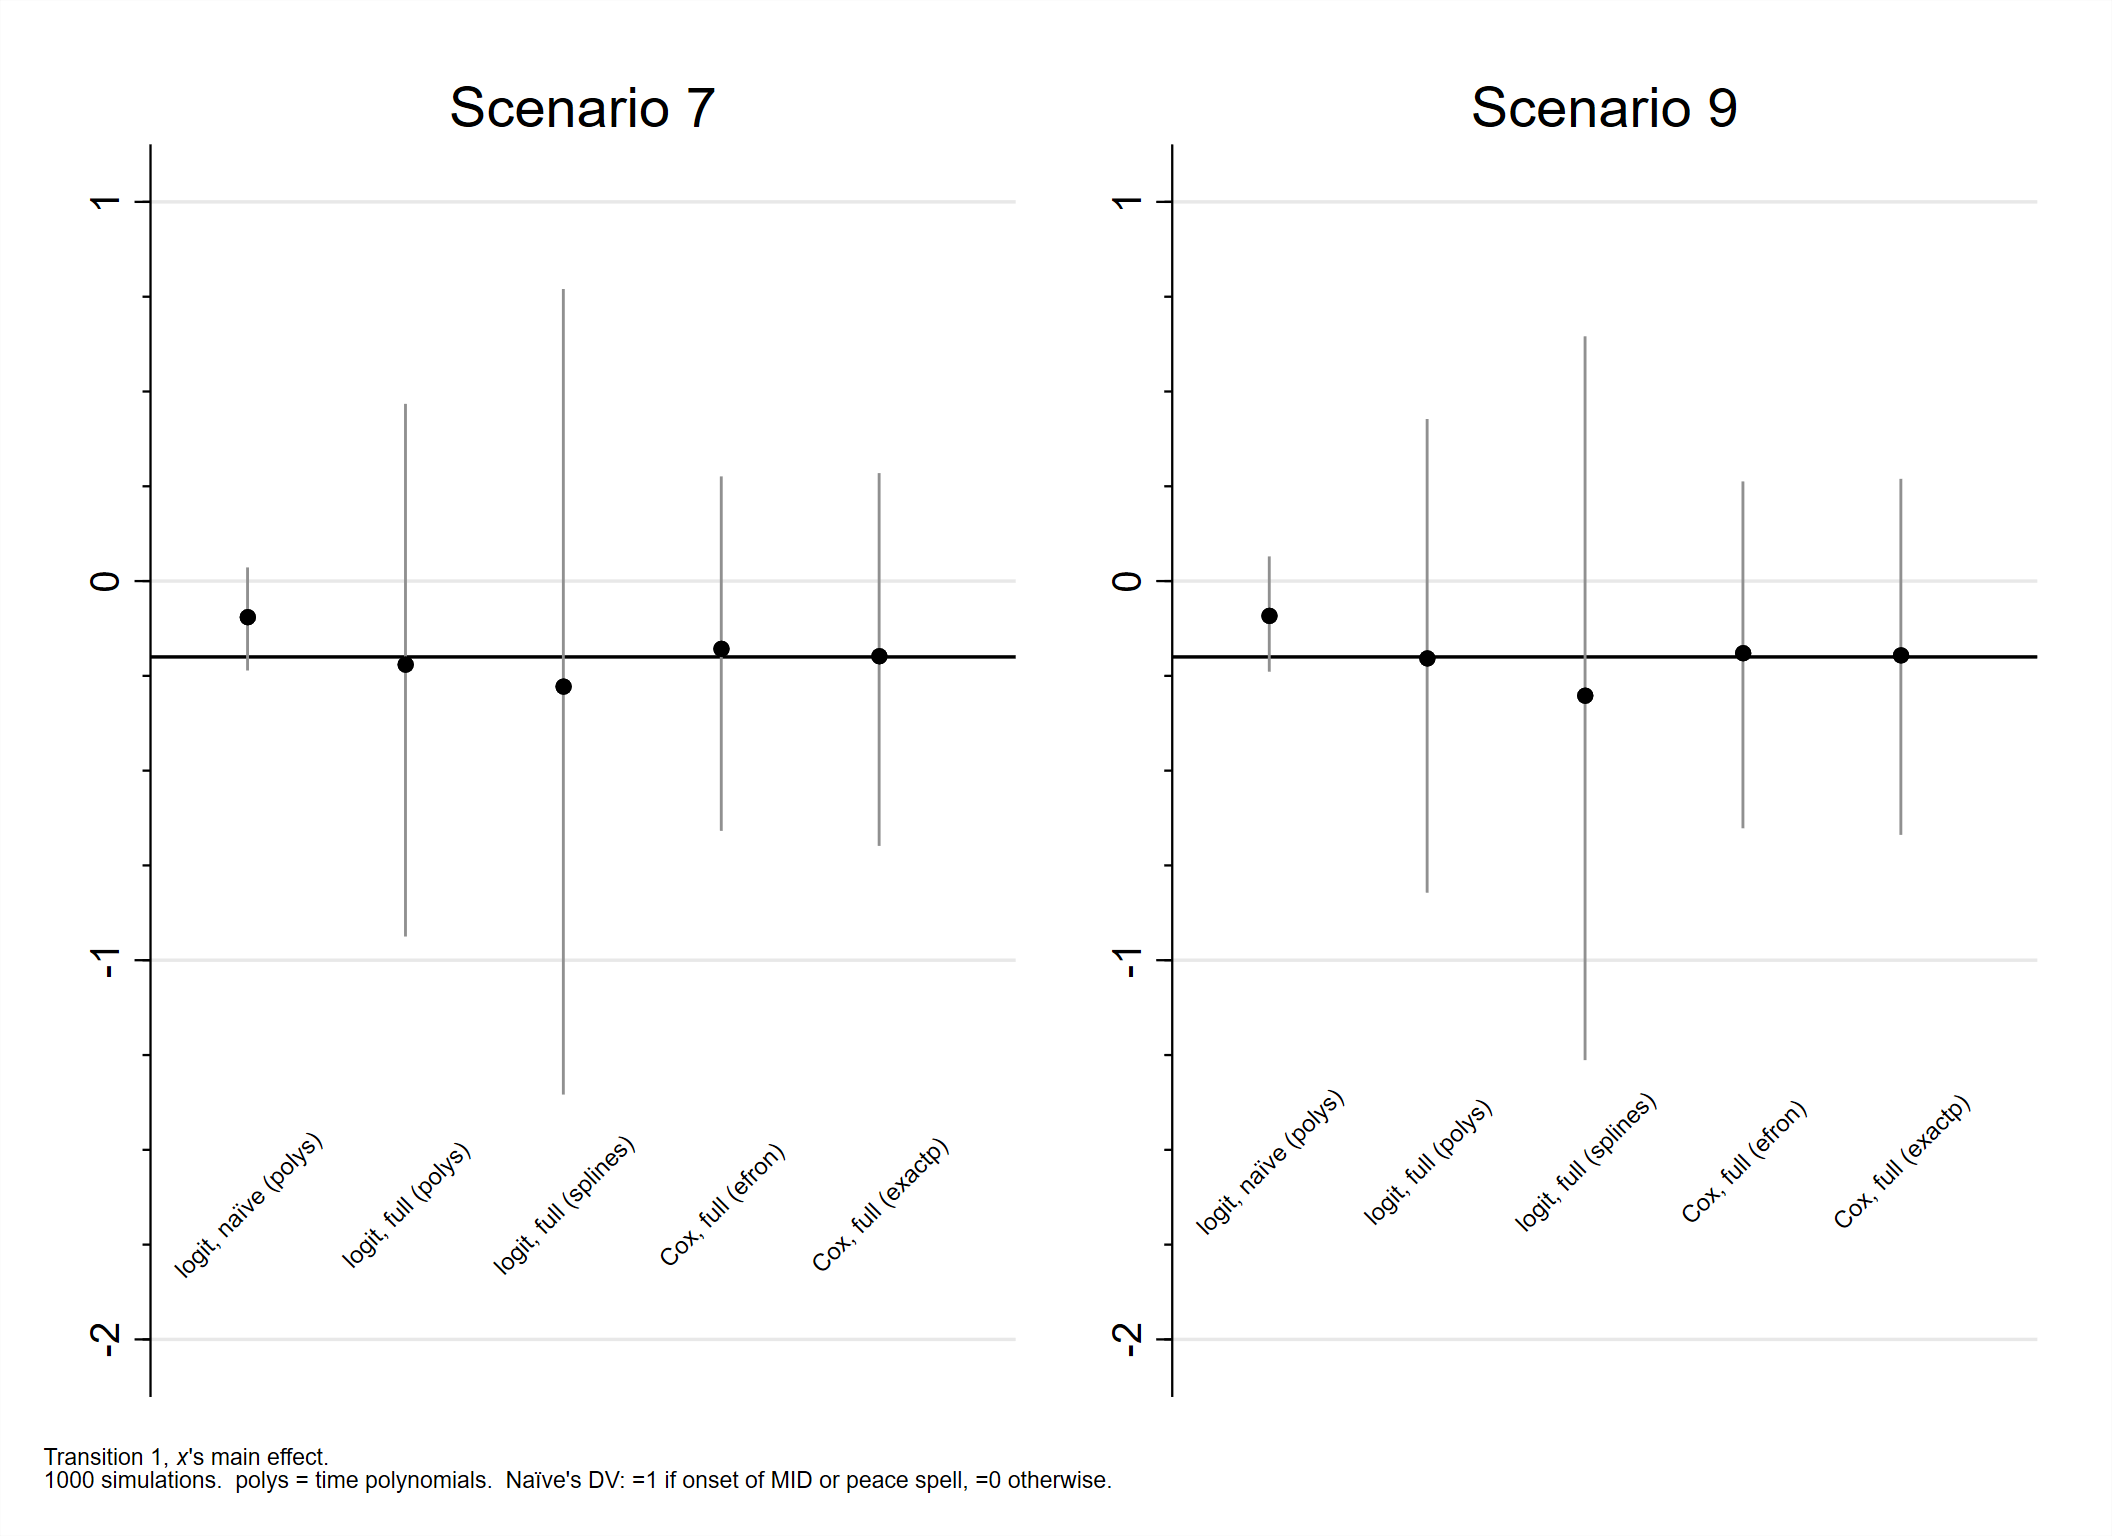 Scenario 7
1
0
-1
-2
logit, naïve (polys)
logit, full (polys)
logit, full (splines)
Cox, full (efron)
Cox, full (exactp)
Scenario 9
1
0
-1
-2
logit, naïve (polys)
logit, full (polys)
logit, full (splines)
Cox, full (efron)
Cox, full (exactp)
Transition 1, x's main effect.
1000 simulations.  polys = time polynomials.  Naïve's DV: =1 if onset of MID or peace spell, =0 otherwise.